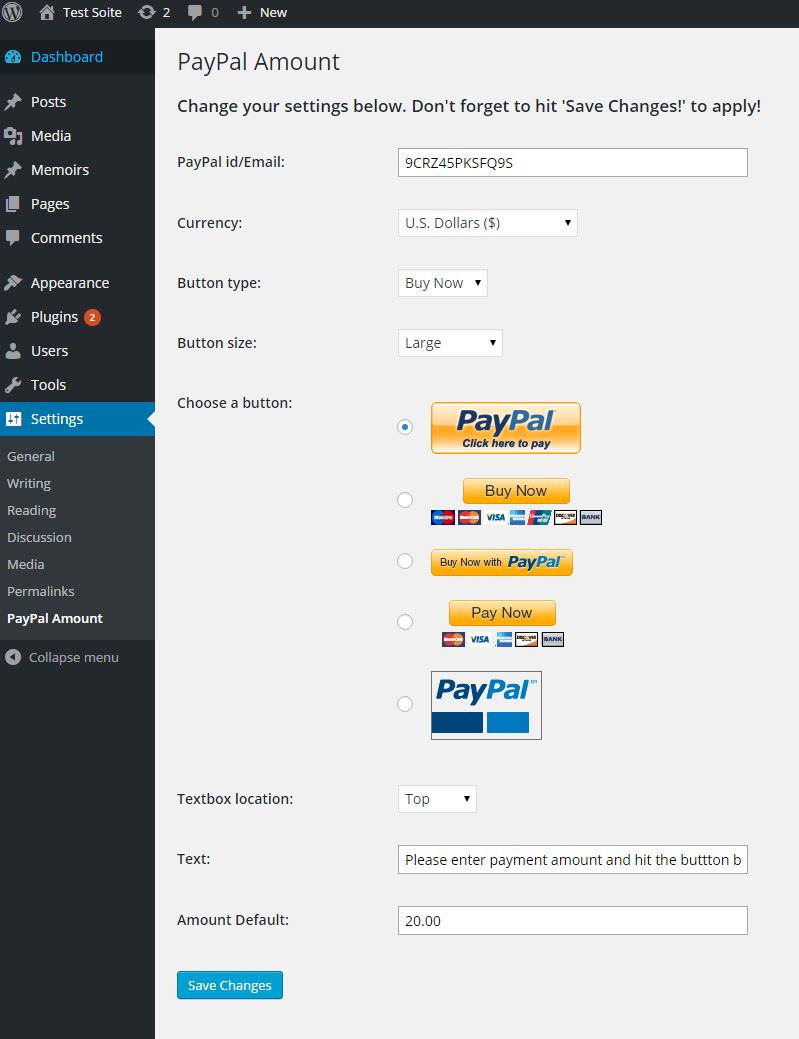 Test Soite 2 0 New
Dashboard
Posts
Media
Memoirs
Pages
Comments
Appearance
Plugins 2
Users
Tools
Settings
General
Writing
Reading
Discussion
Media
Permalinks
PayPal Amount
Collapse menu
PayPal Amount
Change your settings below. Don't forget to hit 'Save Changes!' to apply!
PayPal id/Email: 9CRZ45PKSFQ9S
Currency: U.S. Dollars ($)
Button type: Buy Now
Button size: Large
Choose a button:
PayPal
Click here to pay
Buy Now
Maestro MasterCard VISA UnionPay DISCOVER BANK
Buy Now with PayPal™
Pay Now
MasterCard VISA DISCOVER BANK
PayPal™
Textbox location: Top
Text: Please enter payment amount and hit the buttton b
Amount Default: 20.00
Save Changes